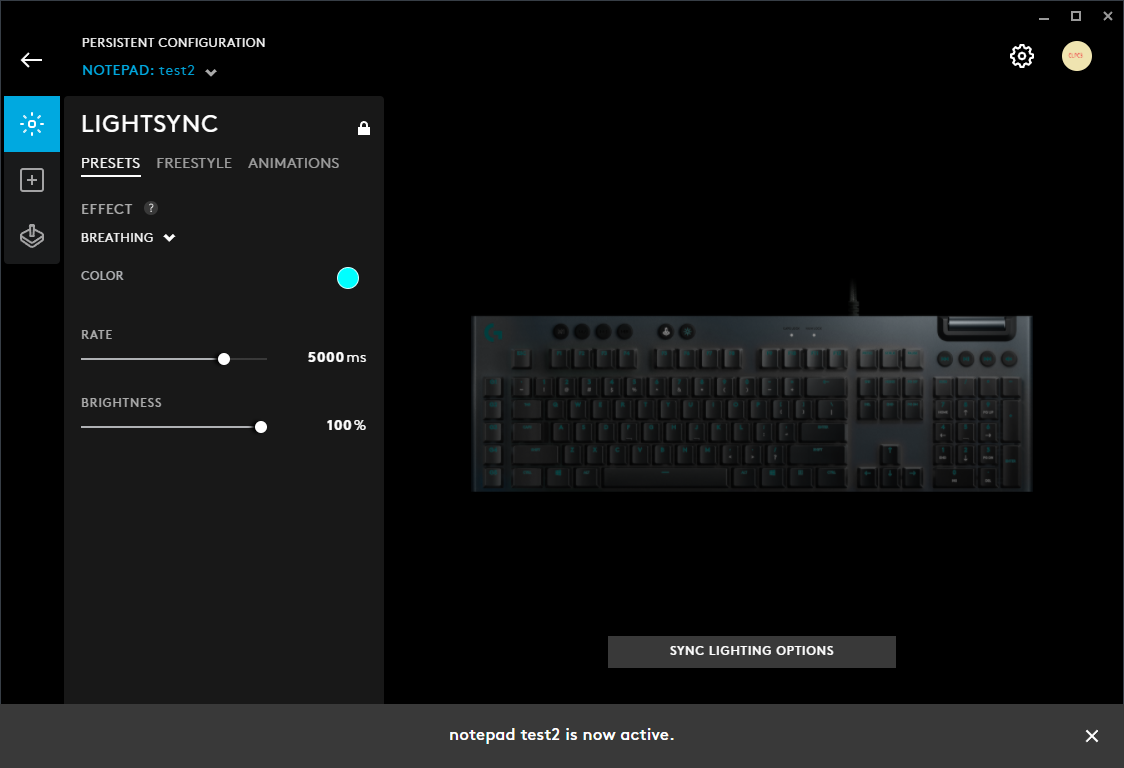 PERSISTENT CONFIGURATION
NOTEPAD: test2
LIGHTSYNC
PRESETS FREESTYLE ANIMATIONS
EFFECT ?
BREATHING
COLOR
RATE
5000 ms
BRIGHTNESS
100 %
SYNC LIGHTING OPTIONS
notepad test2 is now active.